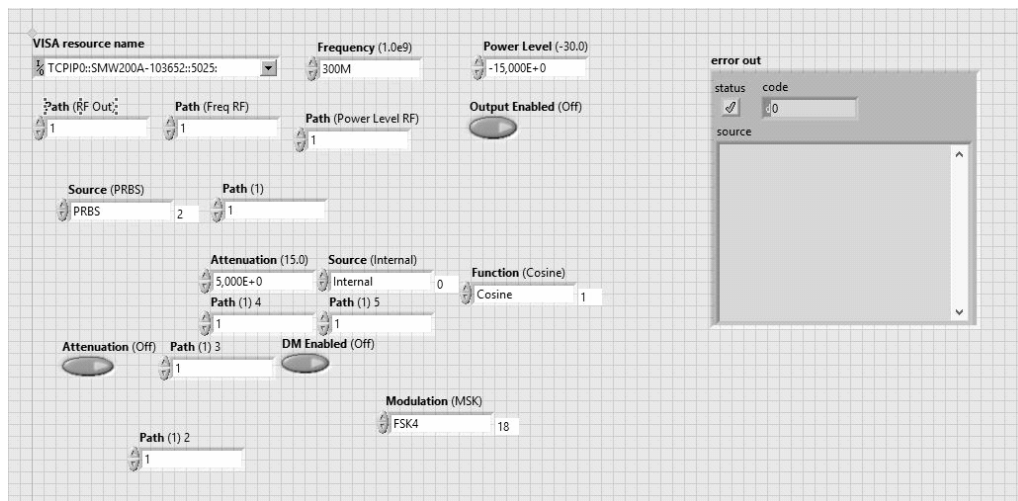 VISA resource name
TCPIP0::SMW200A-103652::5025:
Frequency (1.0e9)
300M
Power Level (-30.0)
-15,000E+0
error out
status
code
d0
source
Path (RF Out)
1
Path (Freq RF)
1
Path (Power Level RF)
1
Output Enabled (Off)
Source (PRBS)
PRBS
2
Path (1)
1
Attenuation (15.0)
5,000E+0
Source (Internal)
Internal
0
Function (Cosine)
Cosine
1
Path (1) 4
1
Path (1) 5
1
Attenuation (Off)
Path (1) 3
1
DM Enabled (Off)
Modulation (MSK)
FSK4
18
Path (1) 2
1